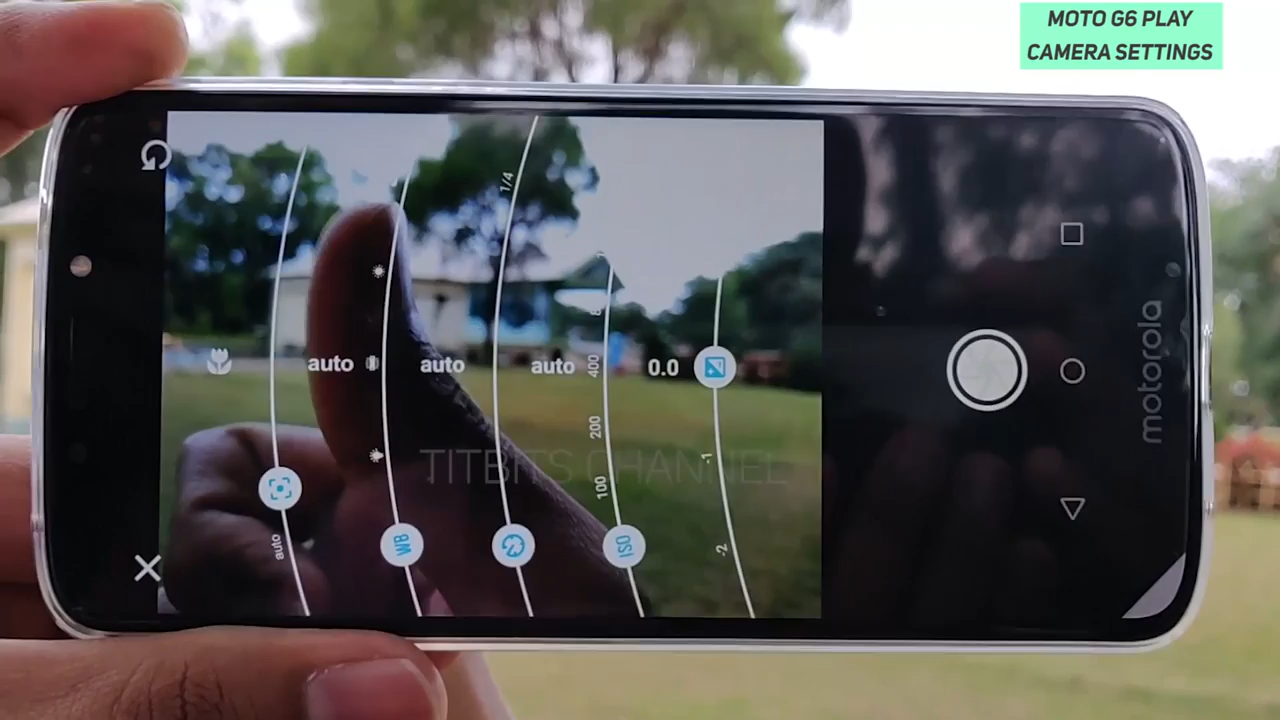 MOTO G6 PLAY
CAMERA SETTINGS
1/4
auto
auto
auto
400
0.0
200
TITBITS CHANNEL
-1
100
auto
WB
ISO
-2
motorola